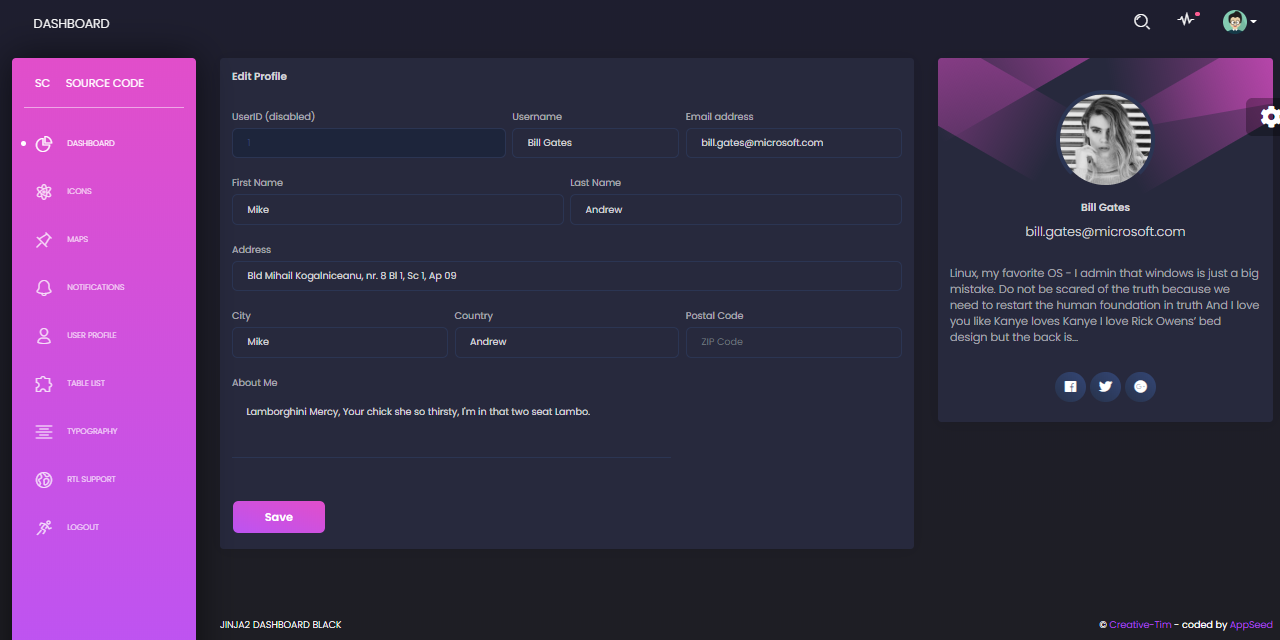 DASHBOARD
SC SOURCE CODE
DASHBOARD
ICONS
MAPS
NOTIFICATIONS
USER PROFILE
TABLE LIST
TYPOGRAPHY
RTL SUPPORT
LOGOUT
Edit Profile
UserID (disabled) Username Email address
1 Bill Gates bill.gates@microsoft.com
First Name Last Name
Mike Andrew
Address
Bld Mihail Kogalniceanu, nr. 8 Bl 1, Sc 1, Ap 09
City Country Postal Code
Mike Andrew ZIP Code
About Me
Lamborghini Mercy, Your chick she so thirsty, I'm in that two seat Lambo.
Save
Bill Gates
bill.gates@microsoft.com
Linux, my favorite OS - I admin that windows is just a big
mistake. Do not be scared of the truth because we
need to restart the human foundation in truth And I love
you like Kanye loves Kanye I love Rick Owens’ bed
design but the back is...
JINJA2 DASHBOARD BLACK
© Creative-Tim - coded by AppSeed